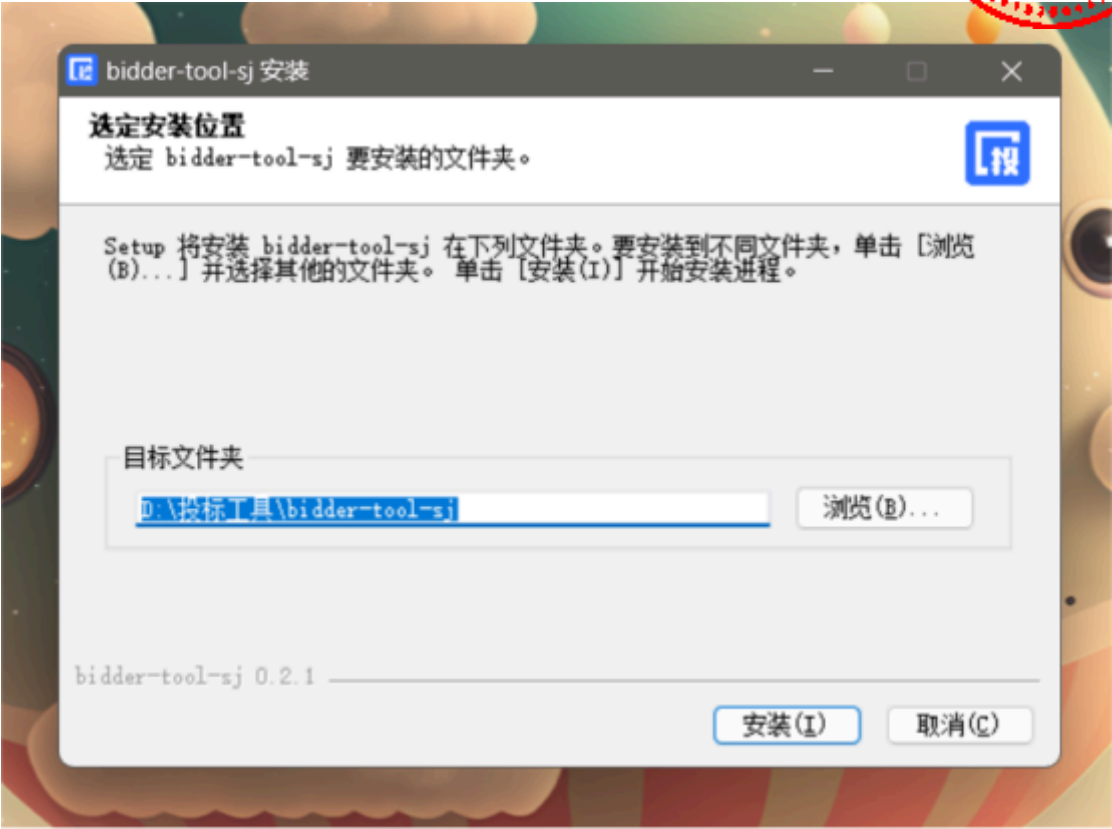 bidder-tool-sj 安装
选定安装位置
选定 bidder-tool-sj 要安装的文件夹。
投
Setup 将安装 bidder-tool-sj 在下列文件夹。要安装到不同文件夹，单击 [浏览
(B)...] 并选择其他的文件夹。 单击 [安装(I)] 开始安装进程。
目标文件夹
D:\投标工具\bidder-tool-sj
浏览(B)...
bidder-tool-sj 0.2.1
安装(I)
取消(C)